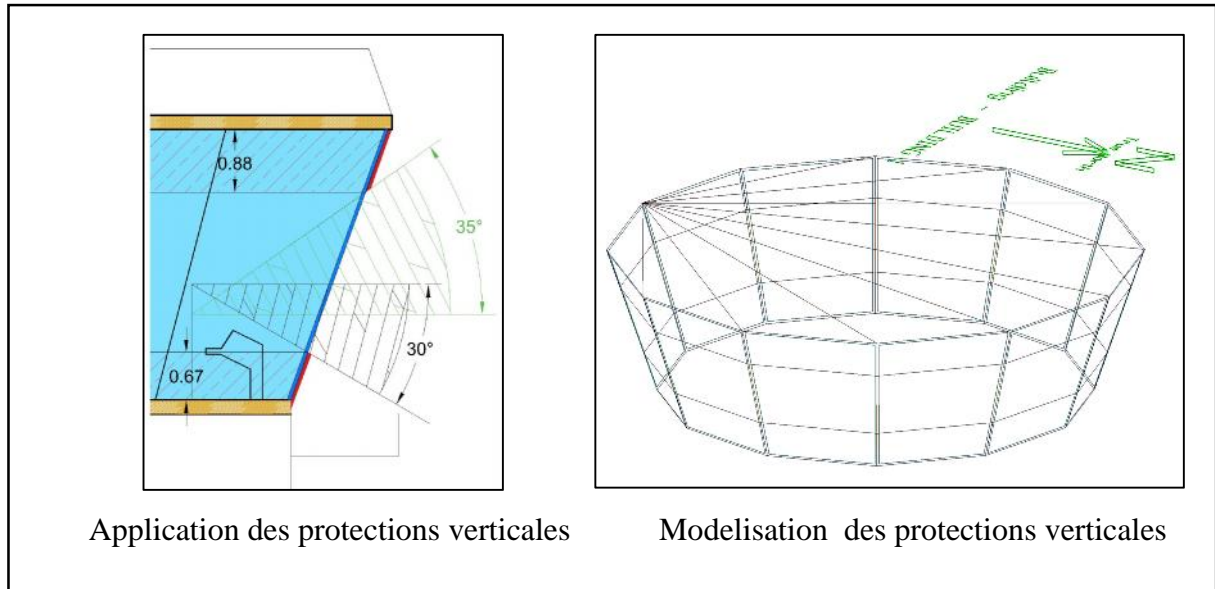 0.88
35°
30°
0.67
Application des protections verticales
Modelisation  des protections verticales